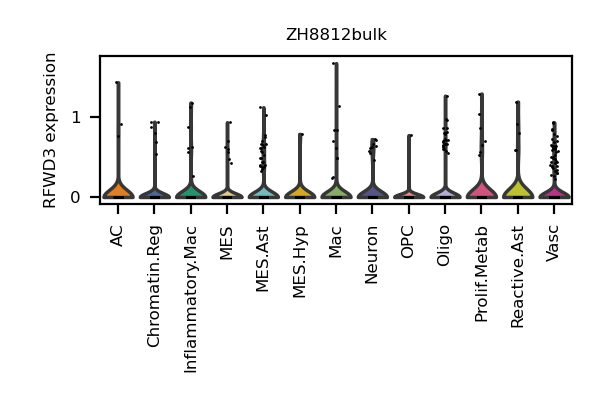 ZH8812bulk
RFWD3 expression
1
0
AC
Chromatin.Reg
Inflammatory.Mac
MES
MES.Ast
MES.Hyp
Mac
Neuron
OPC
Oligo
Prolif.Metab
Reactive.Ast
Vasc